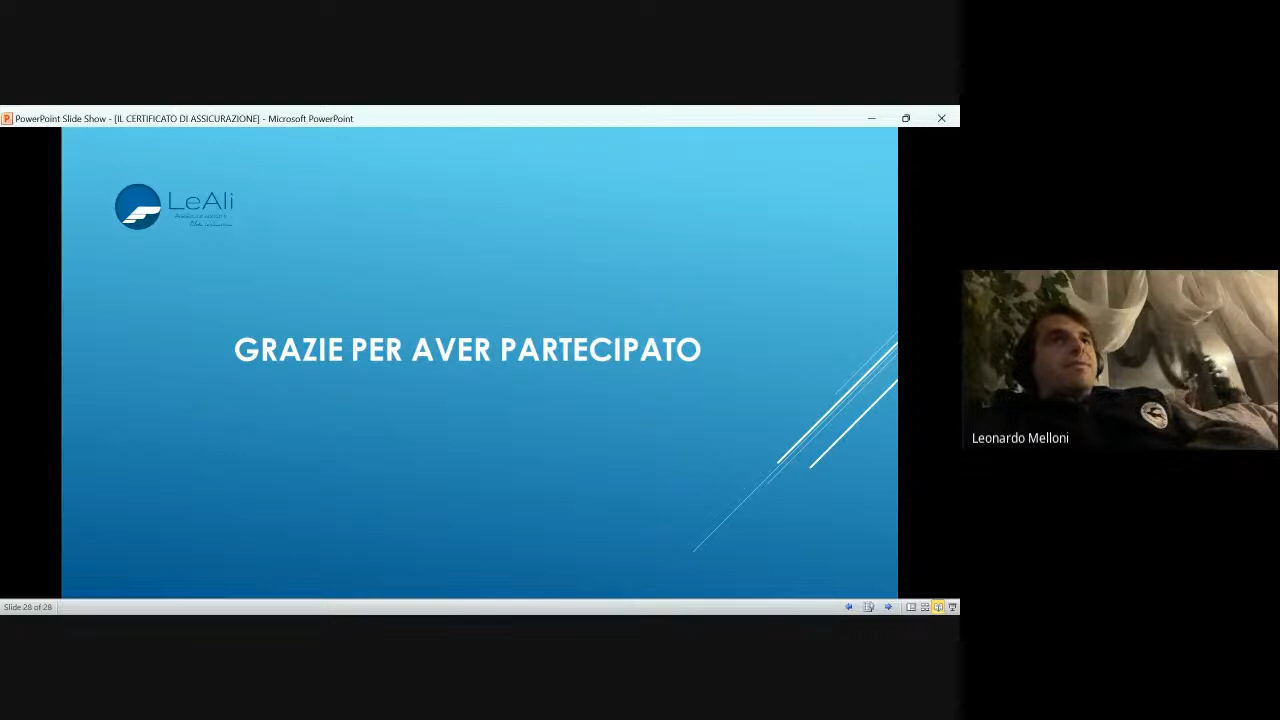 PowerPoint Slide Show - [IL CERTIFICATO DI ASSICURAZIONE] - Microsoft PowerPoint
LeAli
GRAZIE PER AVER PARTECIPATO
Leonardo Melloni
Slide 28 of 28